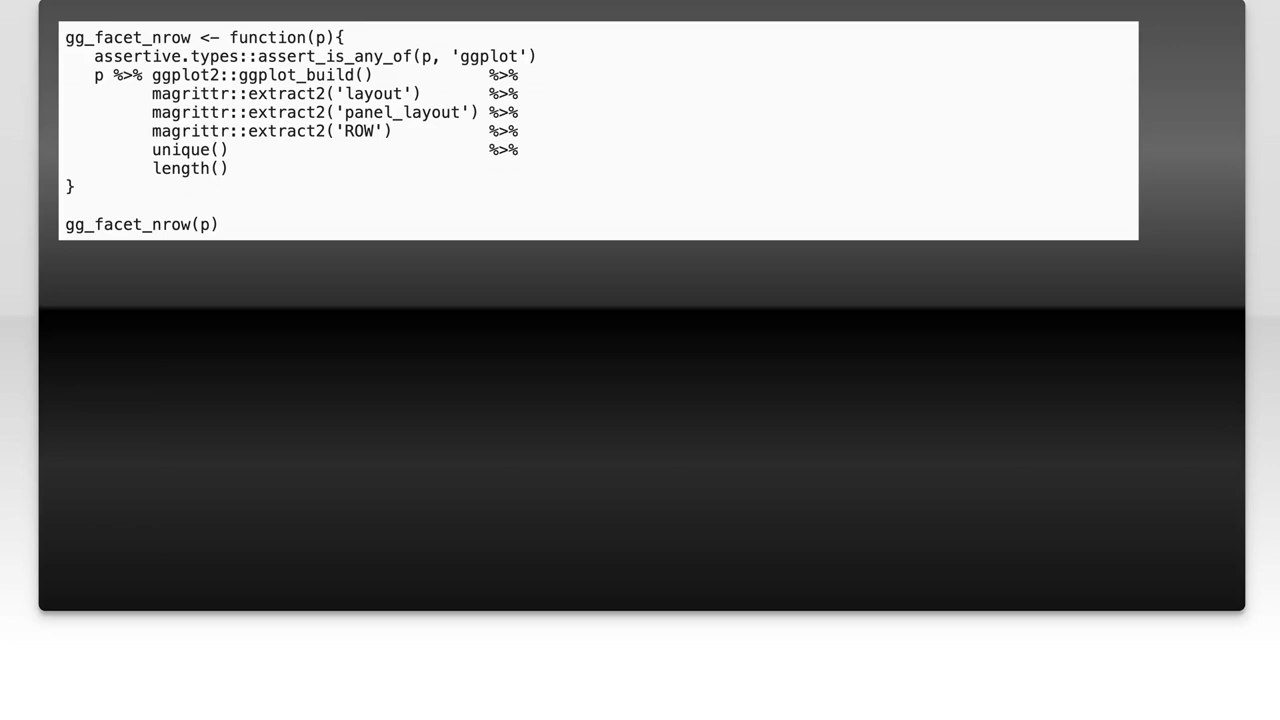 gg_facet_nrow <- function(p){
   assertive.types::assert_is_any_of(p, 'ggplot')
   p %>% ggplot2::ggplot_build()            %>%
         magrittr::extract2('layout')       %>%
         magrittr::extract2('panel_layout') %>%
         magrittr::extract2('ROW')          %>%
         unique()                           %>%
         length()
}

gg_facet_nrow(p)